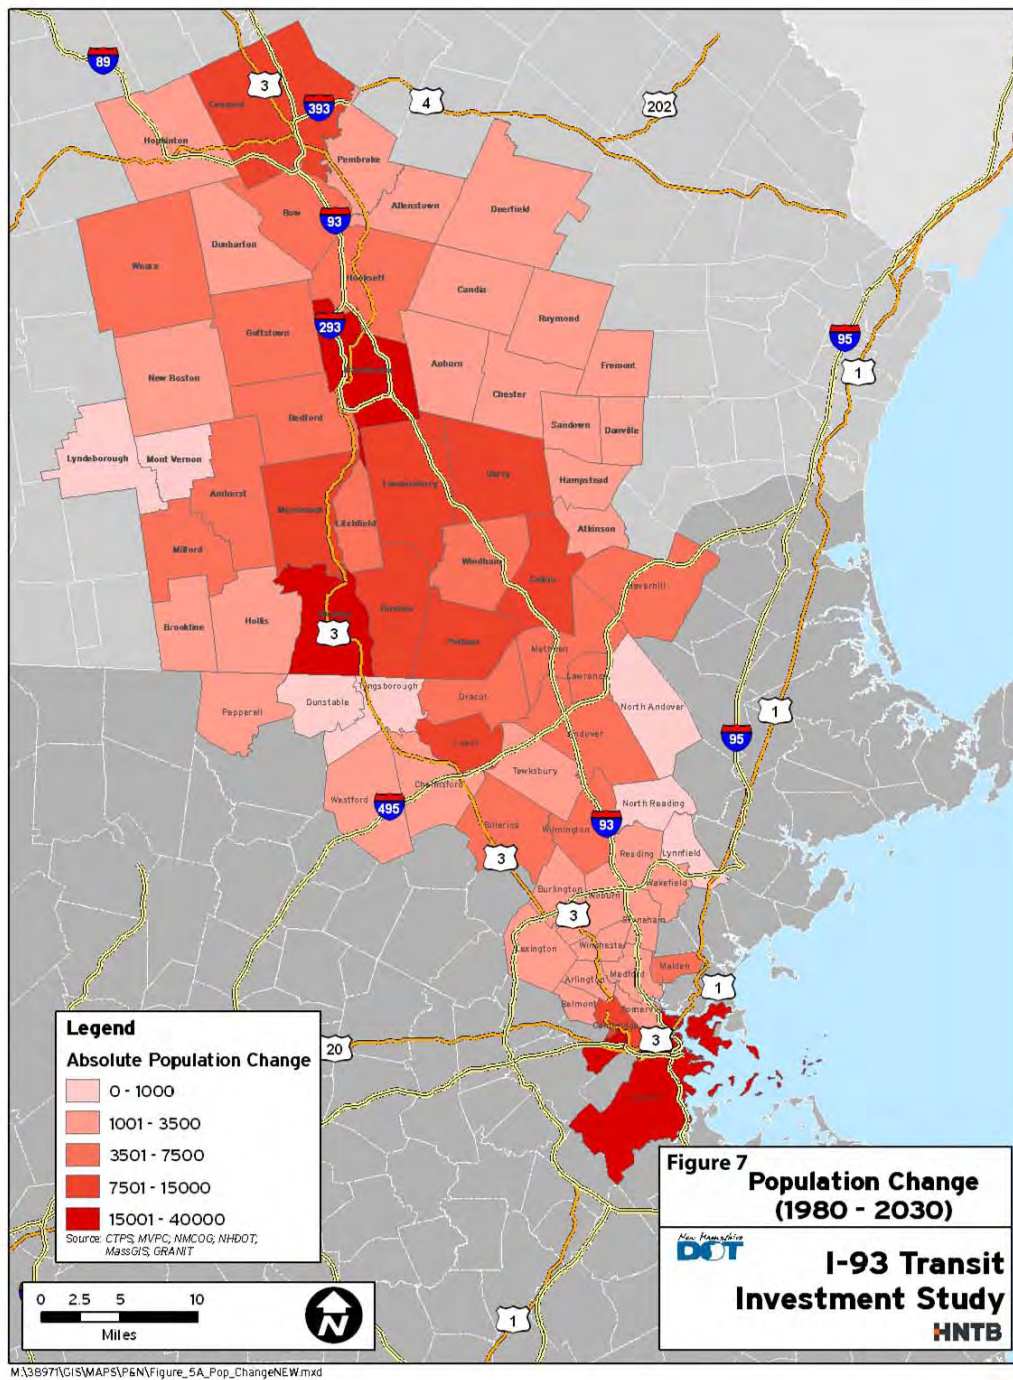 89
3
393
4
202
Concord
Hopkinton
Pembroke
Allenstown
Deerfield
Bow
93
Dunbarton
Weare
Hooksett
Candia
Raymond
Goffstown
293
95
1
Auburn
Fremont
New Boston
Chester
Bedford
Sandown
Danville
Lyndeborough
Mont Vernon
Derry
Hampstead
Londonderry
Amherst
Merrimack
Litchfield
Atkinson
Milford
Windham
Salem
Haverhill
Hudson
Brookline
Hollis
3
Pelham
Methuen
Lawrence
Dunstable
Tyngsborough
Dracut
North Andover
Pepperell
1
Andover
95
Lowell
Tewksbury
Westford
Chelmsford
495
North Reading
93
Billerica
Wilmington
3
Reading
Lynnfield
Wakefield
Burlington
Woburn
3
Stoneham
Lexington
Winchester
Medford
Malden
Arlington
1
Belmont
Somerville
Cambridge
3
20
Legend
Absolute Population Change
0 - 1000
1001 - 3500
3501 - 7500
7501 - 15000
15001 - 40000
Source: CTPS, MVPC, NMCOG, NHDOT,
MassGIS, GRANIT
Figure 7
Population Change
(1980 - 2030)
New Hampshire
DOT
I-93 Transit
Investment Study
HNTB
0 2.5 5 10
Miles
N
1
M:\38971\GIS\MAPS\P&N\Figure_5A_Pop_ChangeNEW.mxd